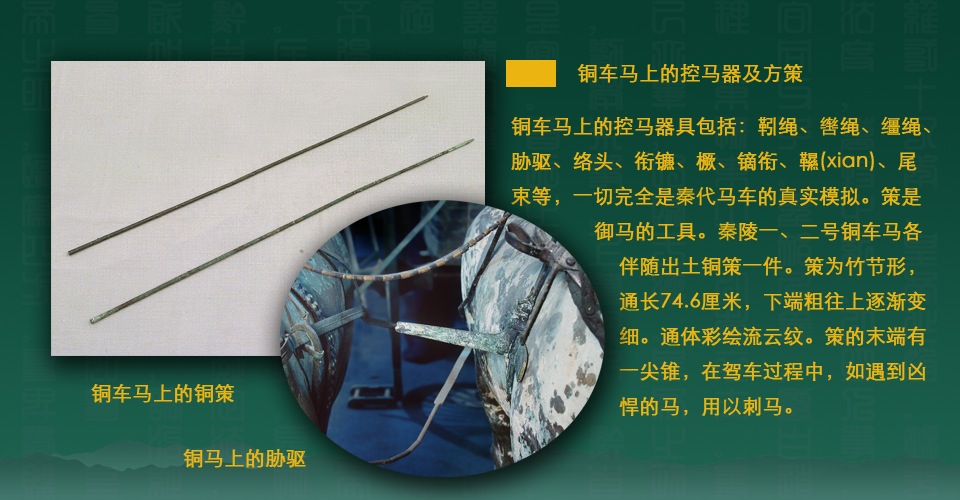 铜车马上的控马器及方策
铜车马上的控马器具包括：靷绳、辔绳、缰绳、
胁驱、络头、衔镳、橛、镝衔、韅(xian)、尾
束等，一切完全是秦代马车的真实模拟。策是
御马的工具。秦陵一、二号铜车马各
伴随出土铜策一件。策为竹节形，
通长74.6厘米，下端粗往上逐渐变
细。通体彩绘流云纹。策的末端有
一尖锥，在驾车过程中，如遇到凶
悍的马，用以刺马。
铜车马上的铜策
铜马上的胁驱